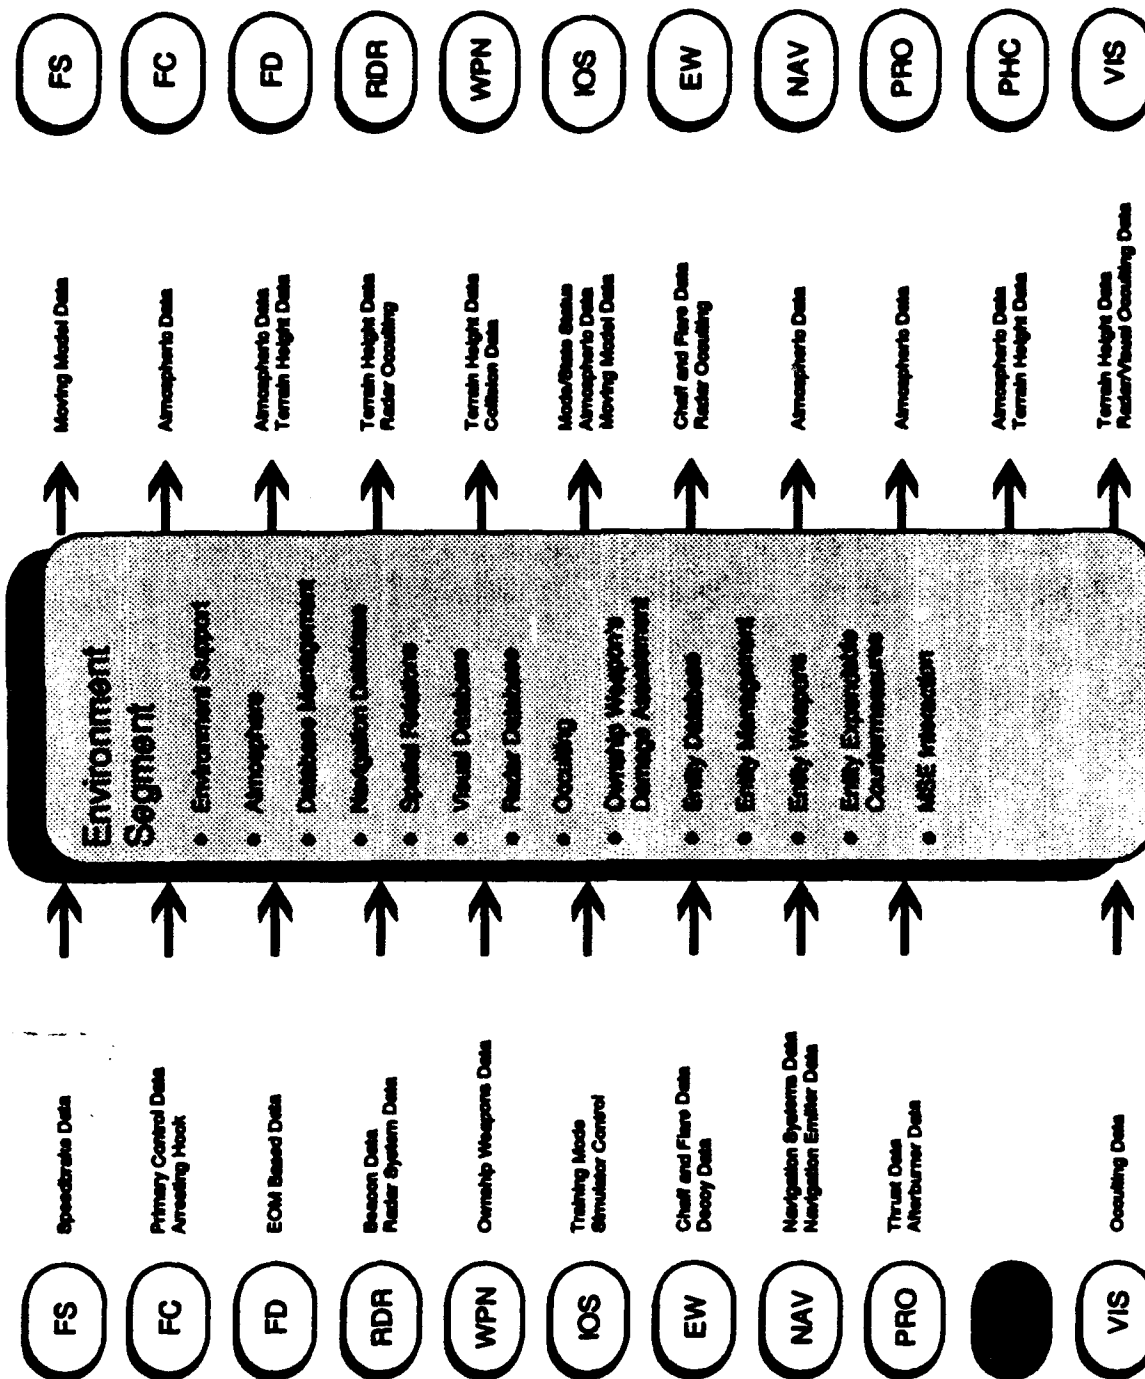 FS
Speedbrake Data
FC
Primary Control Data
Arresting Hook
FD
EOM Based Data
RDR
Beacon Data
Radar System Data
WPN
Ownship Weapons Data
IOS
Training Mode
Simulator Control
EW
Chaff and Flare Data
Decoy Data
NAV
Navigation Systems Data
Navigation Emitter Data
PRO
Thrust Data
Afterburner Data
VIS
Occulting Data
Environment
Segment
• Environment Support
• Atmosphere
• Database Management
• Navigation Database
• Spatial Relations
• Visual Database
• Radar Database
• Occulting
• Ownship Weapon's
Damage Assessment
• Entity Database
• Entity Management
• Entity Weapons
• Entity Expendable
Countermeasures
• MSE Interaction
Moving Model Data
FS
Atmospheric Data
FC
Atmospheric Data
Terrain Height Data
FD
Terrain Height Data
Radar Occulting
RDR
Terrain Height Data
Collision Data
WPN
Mode/State Status
Atmospheric Data
Moving Model Data
IOS
Chaff and Flare Data
Radar Occulting
EW
Atmospheric Data
NAV
Atmospheric Data
PRO
Atmospheric Data
Terrain Height Data
PHC
Terrain Height Data
Radar/Visual Occulting Data
VIS